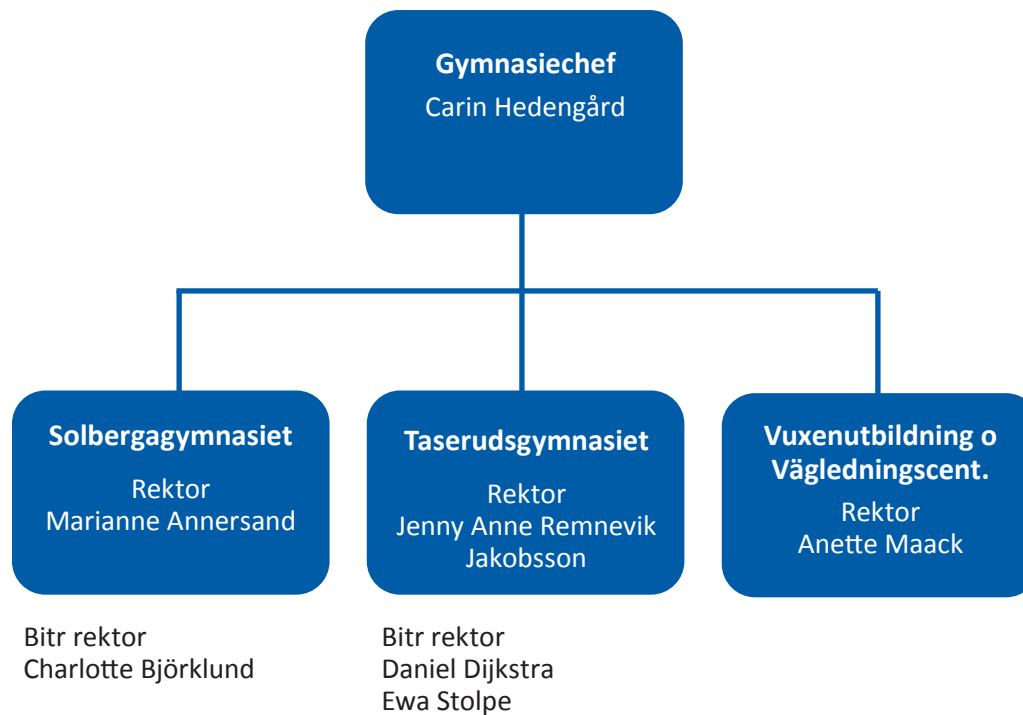 Gymnasiechef
Carin Hedengård
Solbergagymnasiet
Rektor
Marianne Annersand
Bitr rektor
Charlotte Björklund
Taserudsgymnasiet
Rektor
Jenny Anne Remnevik
Jakobsson
Bitr rektor
Daniel Dijkstra
Ewa Stolpe
Vuxenutbildning o
Vägledningscent.
Rektor
Anette Maack